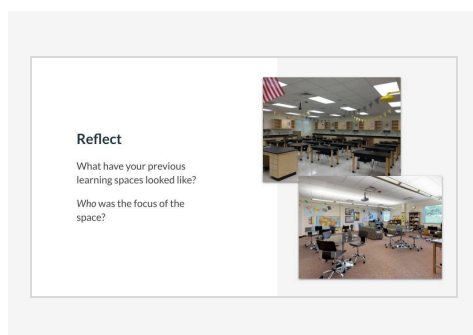 Reflect
What have your previous
learning spaces looked like?
Who was the focus of the
space?